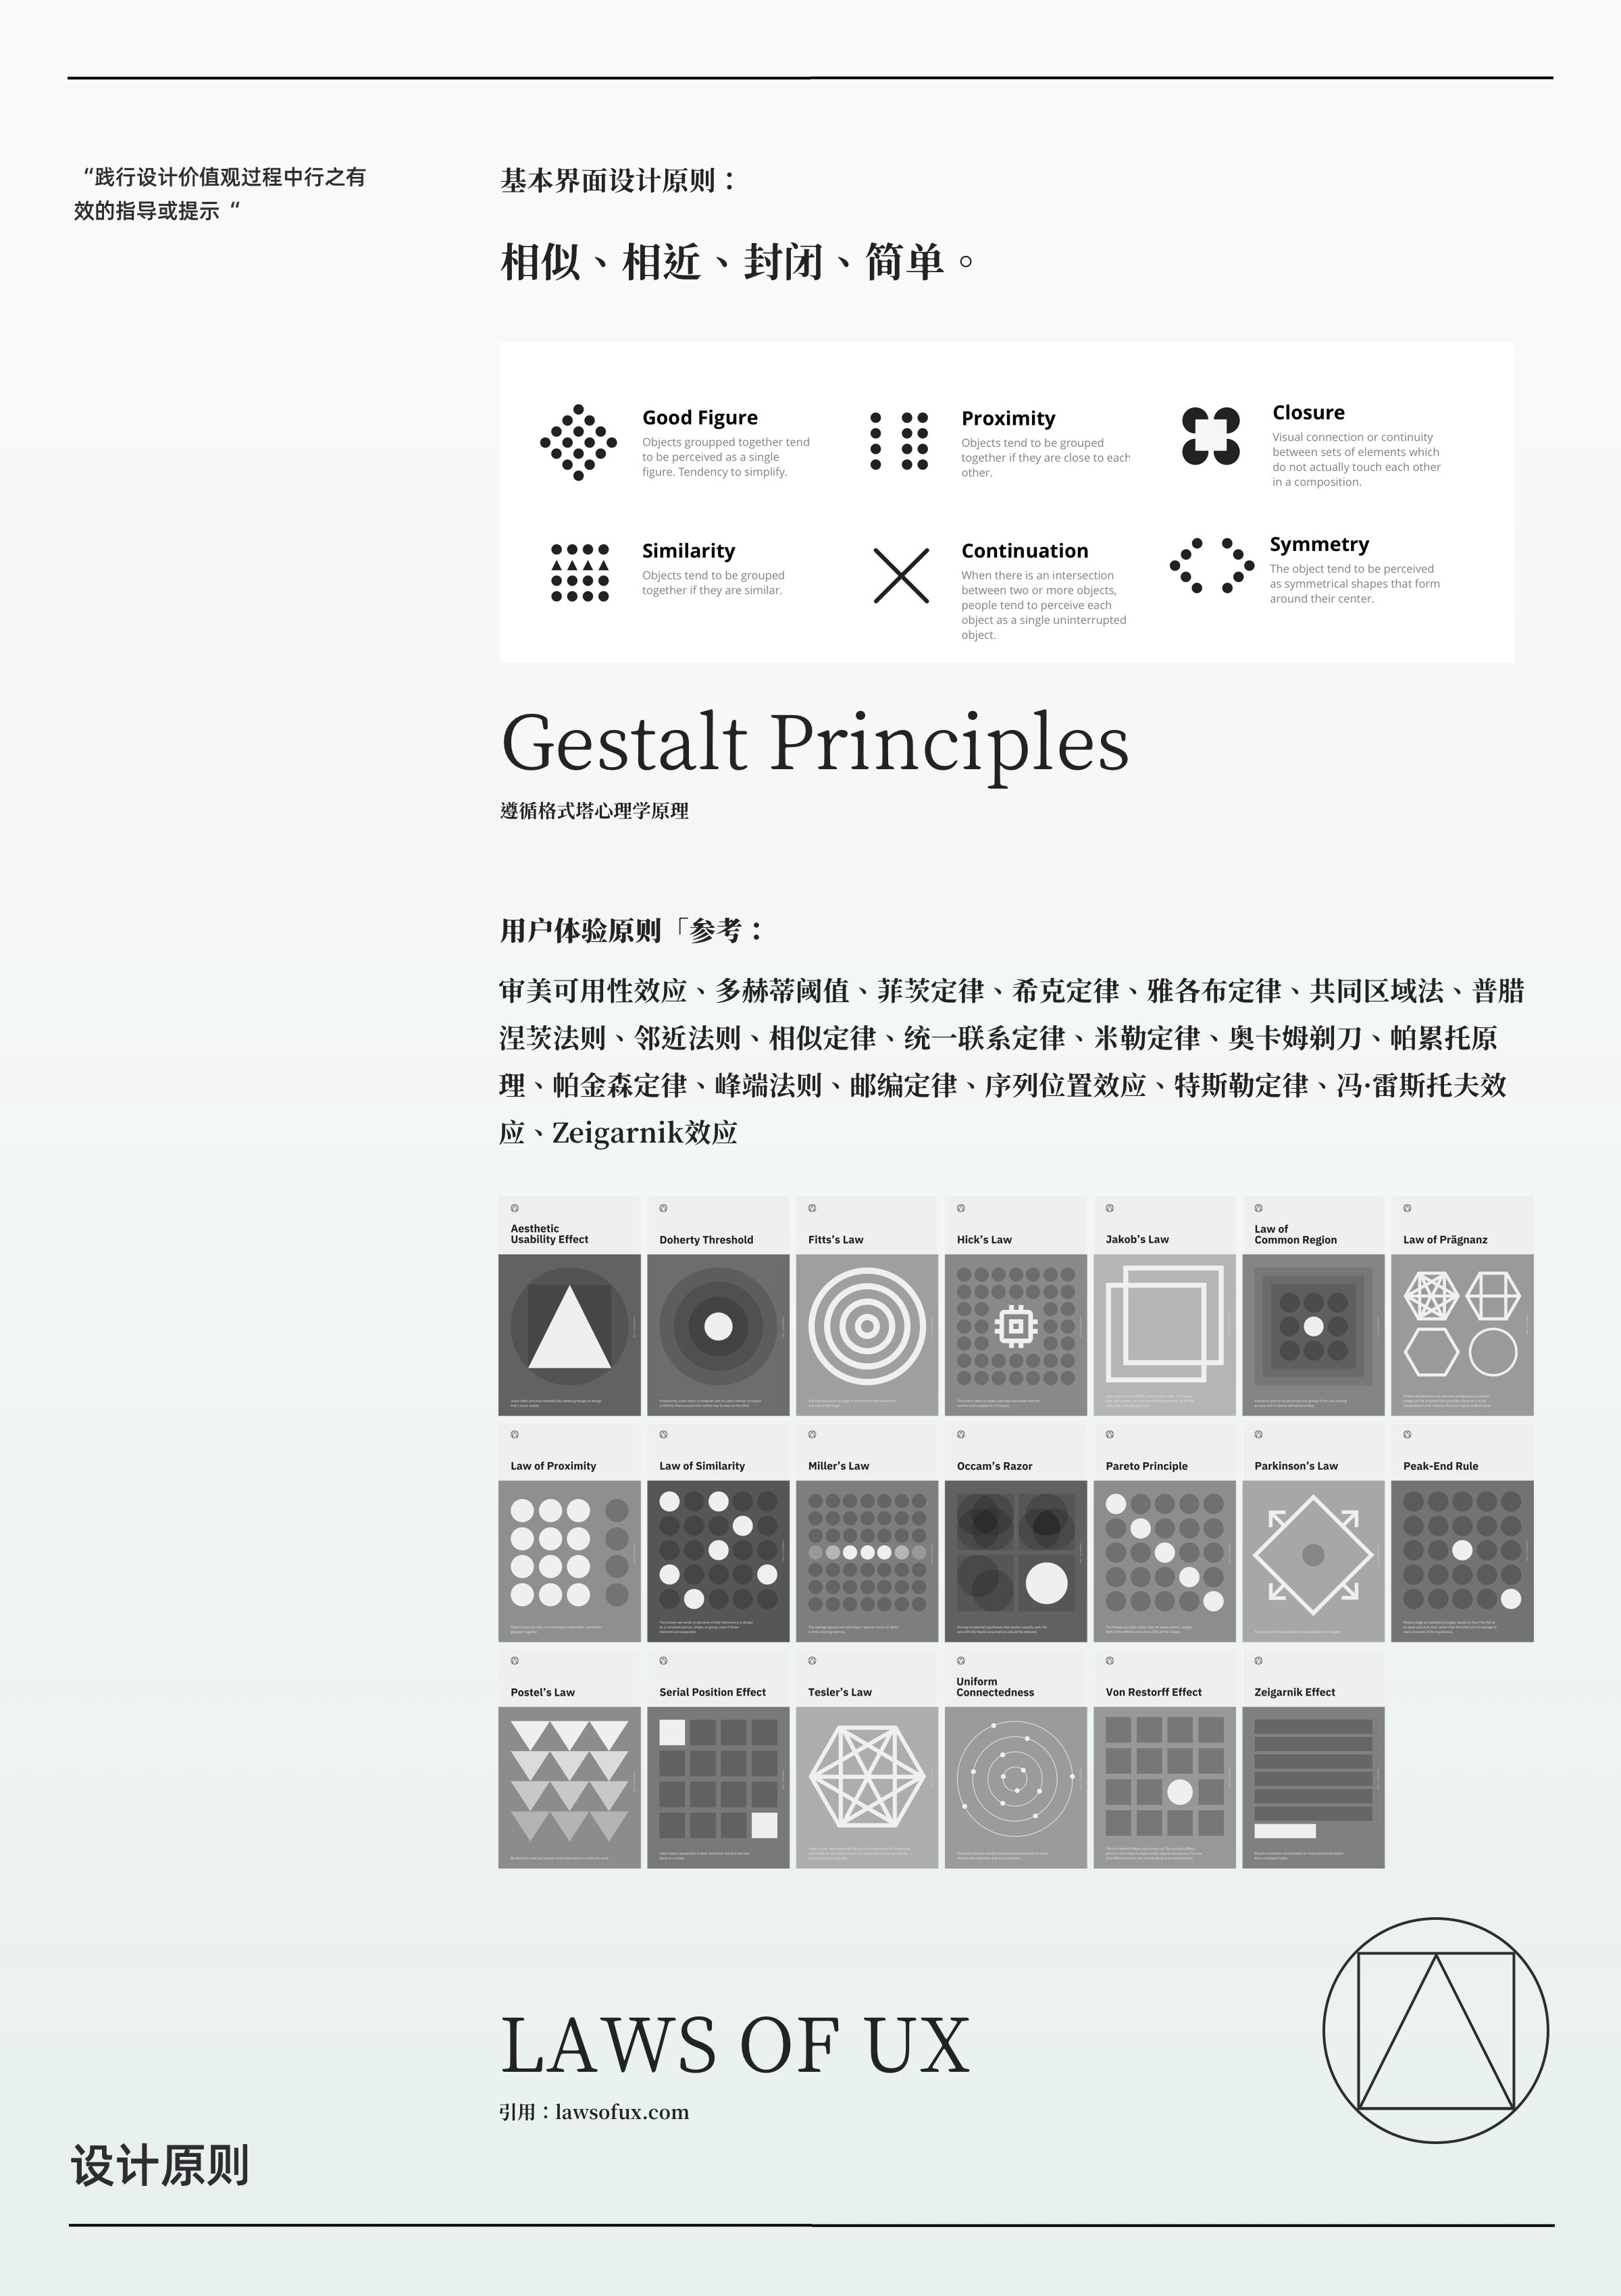 “践行设计价值观过程中行之有
效的指导或提示 “
基本界面设计原则：
相似、相近、封闭、简单。
Good Figure
Objects groupped together tend
to be perceived as a single
figure. Tendency to simplify.
Proximity
Objects tend to be grouped
together if they are close to each
other.
Closure
Visual connection or continuity
between sets of elements which
do not actually touch each other
in a composition.
Similarity
Objects tend to be grouped
together if they are similar.
Continuation
When there is an intersection
between two or more objects,
people tend to perceive each
object as a single uninterrupted
object.
Symmetry
The object tend to be perceived
as symmetrical shapes that form
around their center.
Gestalt Principles
遵循格式塔心理学原理
用户体验原则「参考：
审美可用性效应、多赫蒂阈值、菲茨定律、希克定律、雅各布定律、共同区域法、普腊
涅茨法则、邻近法则、相似定律、统一联系定律、米勒定律、奥卡姆剃刀、帕累托原
理、帕金森定律、峰端法则、邮编定律、序列位置效应、特斯勒定律、冯·雷斯托夫效
应、Zeigarnik效应
Aesthetic
Usability Effect
Doherty Threshold
Fitts’s Law
Hick’s Law
Jakob’s Law
Law of
Common Region
Law of Prägnanz
Law of Proximity
Law of Similarity
Miller’s Law
Occam’s Razor
Pareto Principle
Parkinson’s Law
Peak-End Rule
Postel’s Law
Serial Position Effect
Tesler’s Law
Uniform
Connectedness
Von Restorff Effect
Zeigarnik Effect
LAWS OF UX
引用：lawsofux.com
设计原则